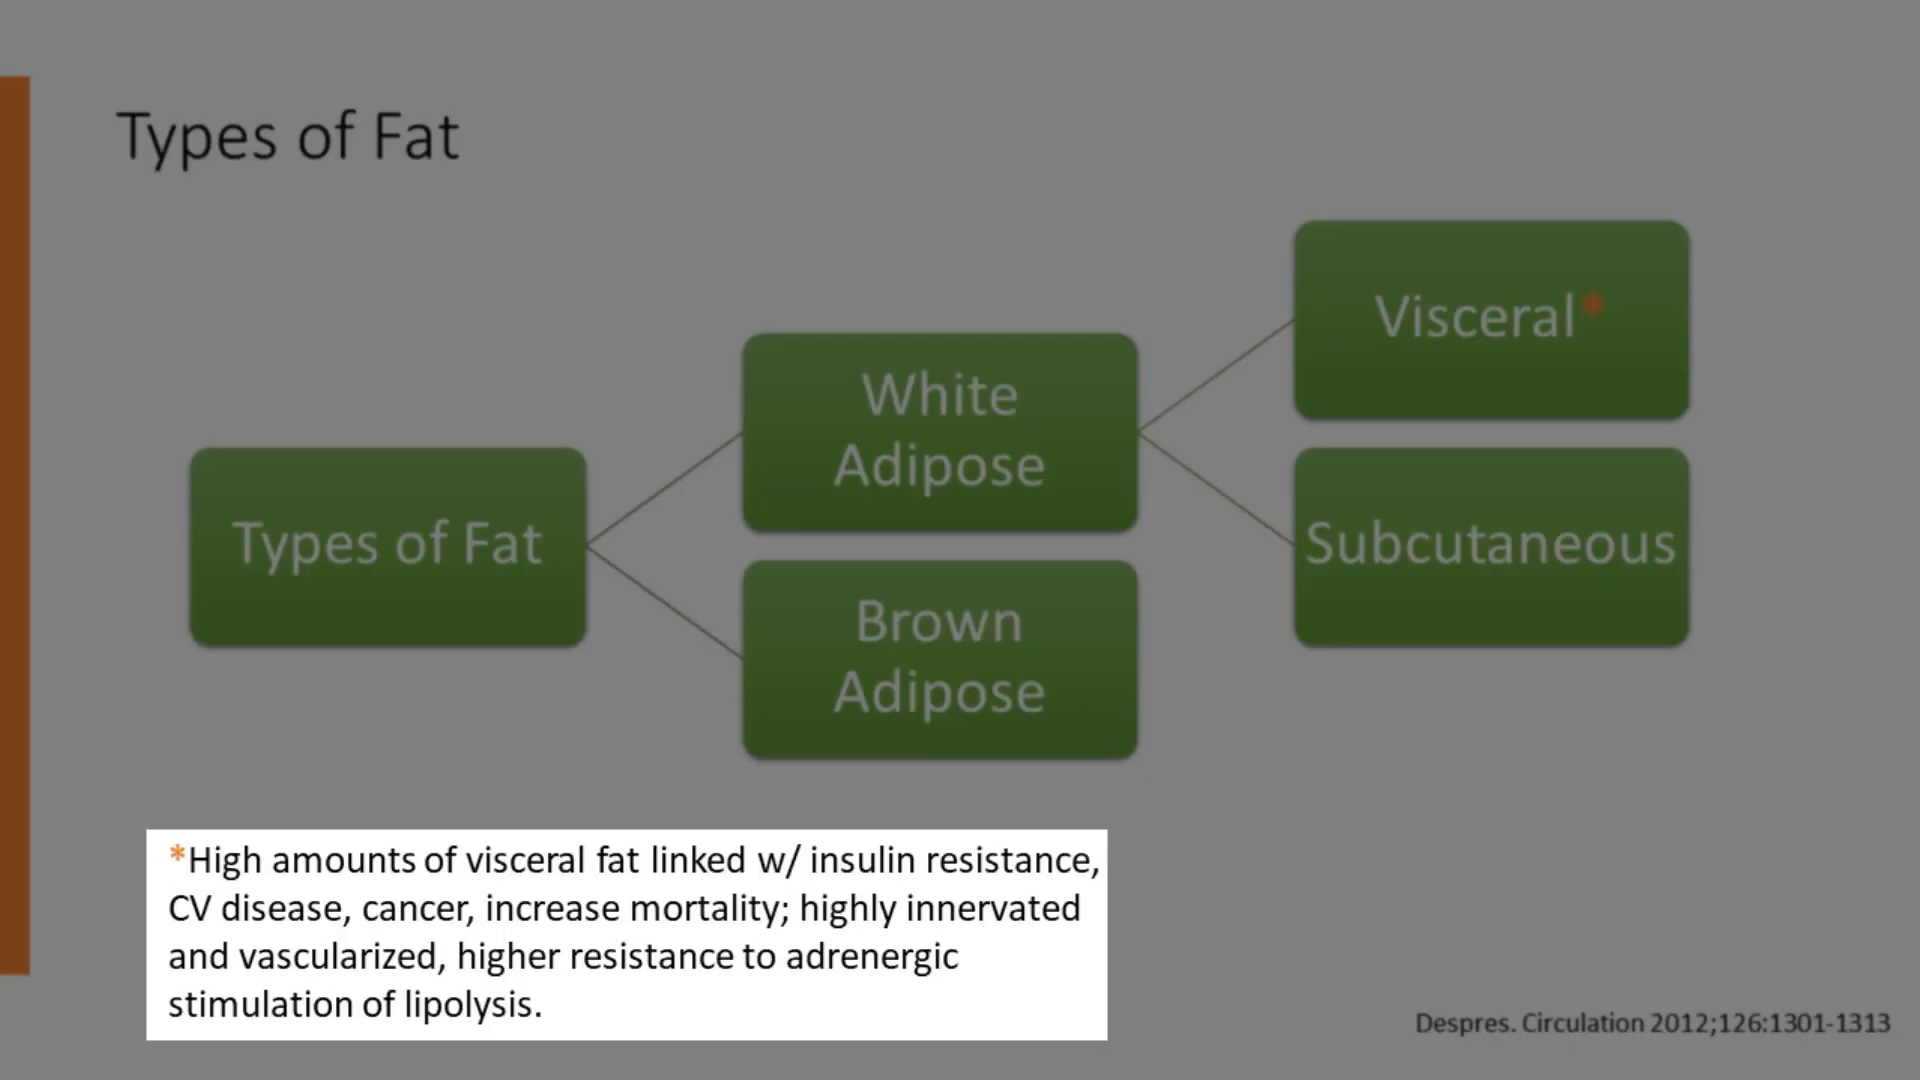 Types of Fat
Visceral*
White
Adipose
Types of Fat
Subcutaneous
Brown
Adipose
*High amounts of visceral fat linked w/ insulin resistance,
CV disease, cancer, increase mortality; highly innervated
and vascularized, higher resistance to adrenergic
stimulation of lipolysis.
Despres. Circulation 2012;126:1301-1313